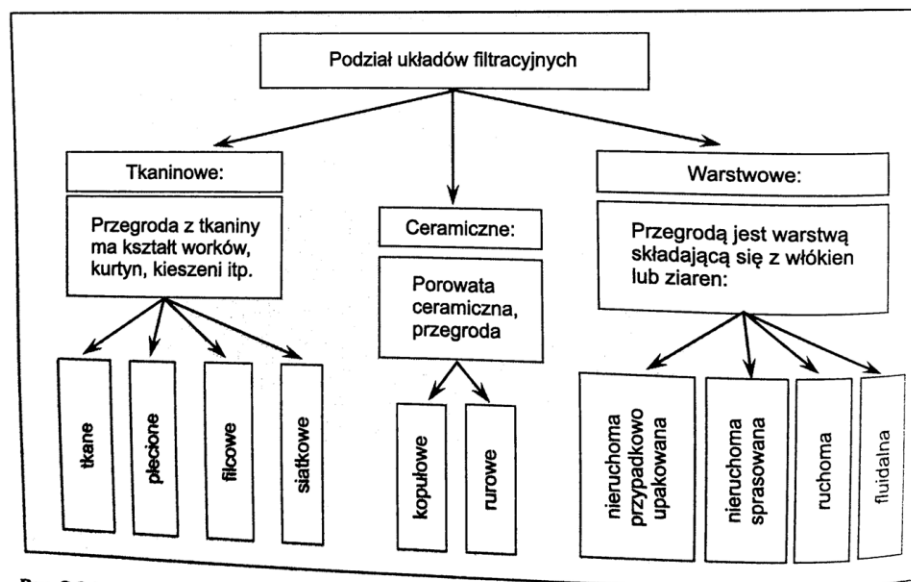 Podział układów filtracyjnych
Tkaninowe:
Przegroda z tkaniny
ma kształt worków,
kurtyn, kieszeni itp.
tkane
plecione
filcowe
siatkowe
Ceramiczne:
Porowata
ceramiczna,
przegroda
kopułowe
rurowe
Warstwowe:
Przegrodą jest warstwą
składającą się z włókien
lub ziaren:
nieruchoma
przypadkowo
upakowana
nieruchoma
sprasowana
ruchoma
fluidalna